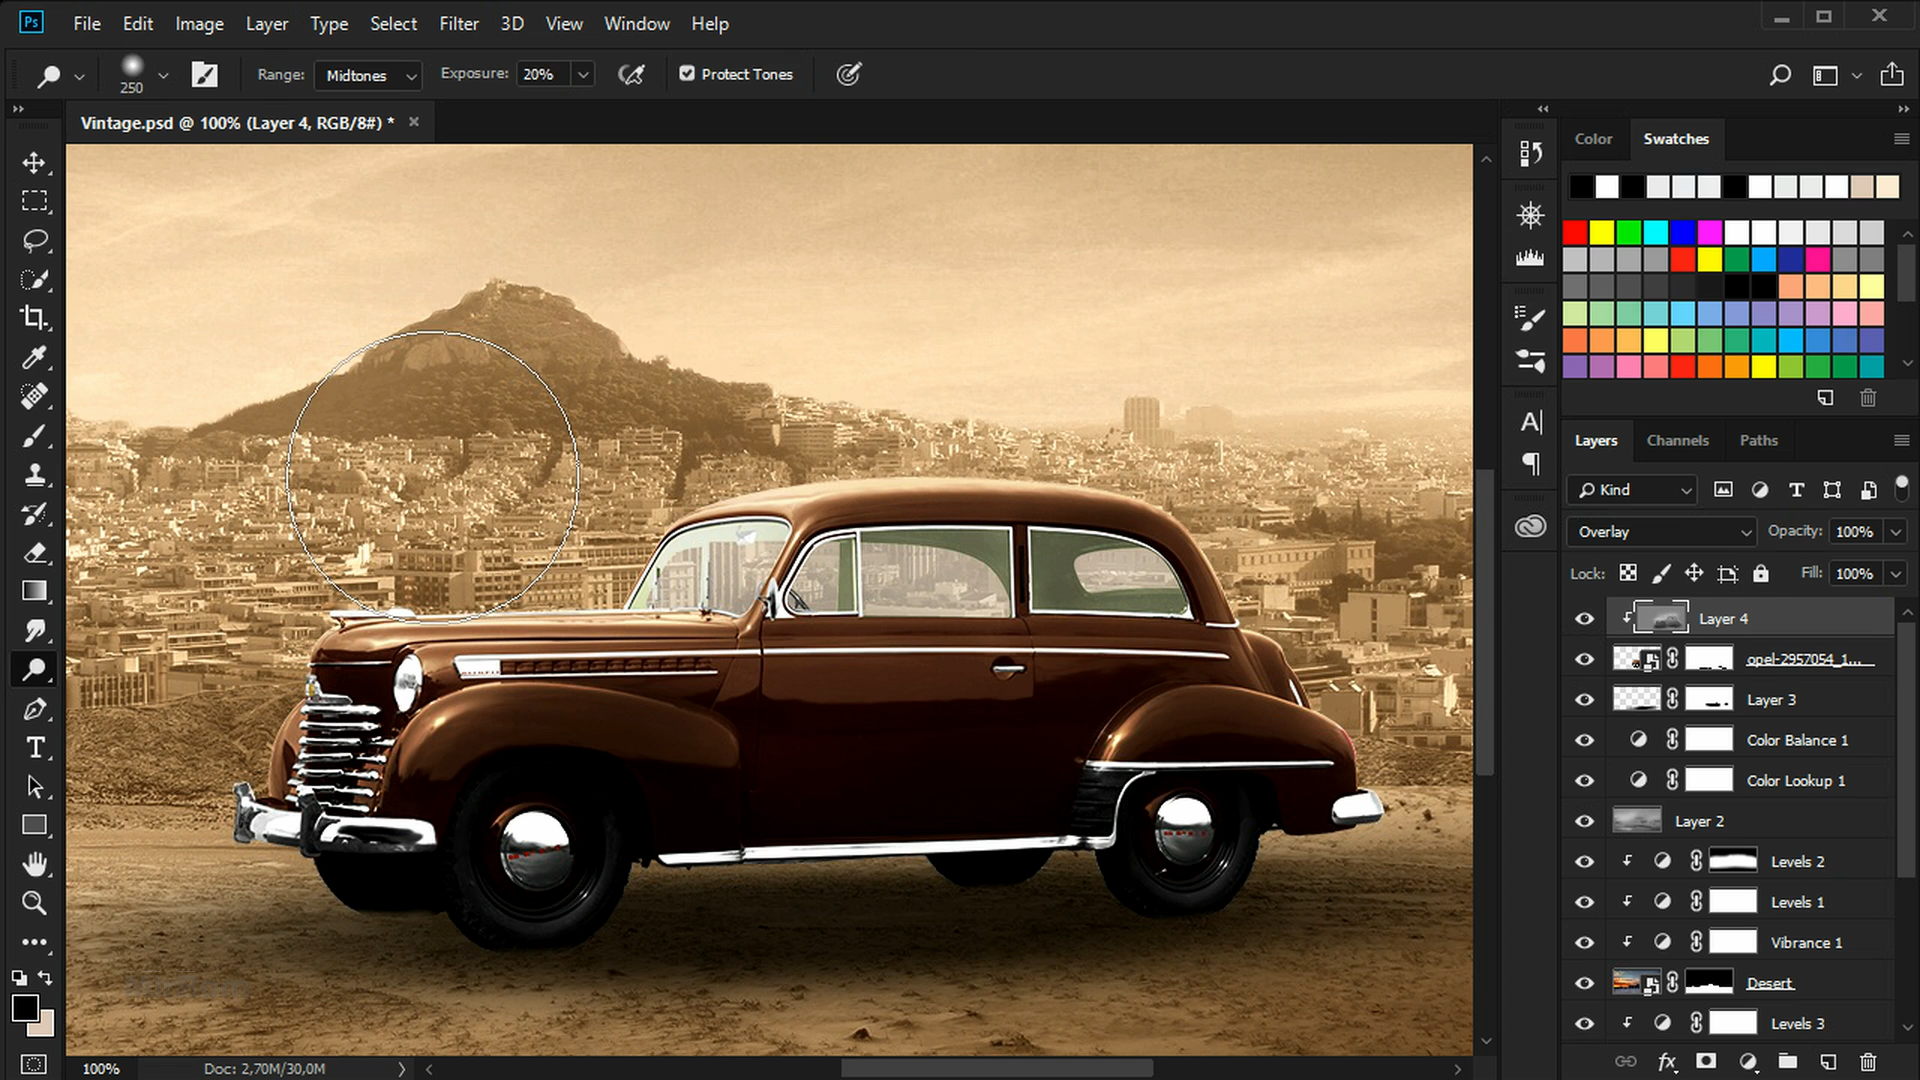 Ps File Edit Image Layer Type Select Filter 3D View Window Help
250 Range: Midtones Exposure: 20% Protect Tones
Vintage.psd @ 100% (Layer 4, RGB/8#) * ×
Color Swatches
Layers Channels Paths
Kind
Overlay Opacity: 100%
Lock: Fill: 100%
Layer 4
opel-2957054_1...
Layer 3
Color Balance 1
Color Lookup 1
Layer 2
Levels 2
Levels 1
Vibrance 1
Desert
Levels 3
100% Doc: 2,70M/30,0M